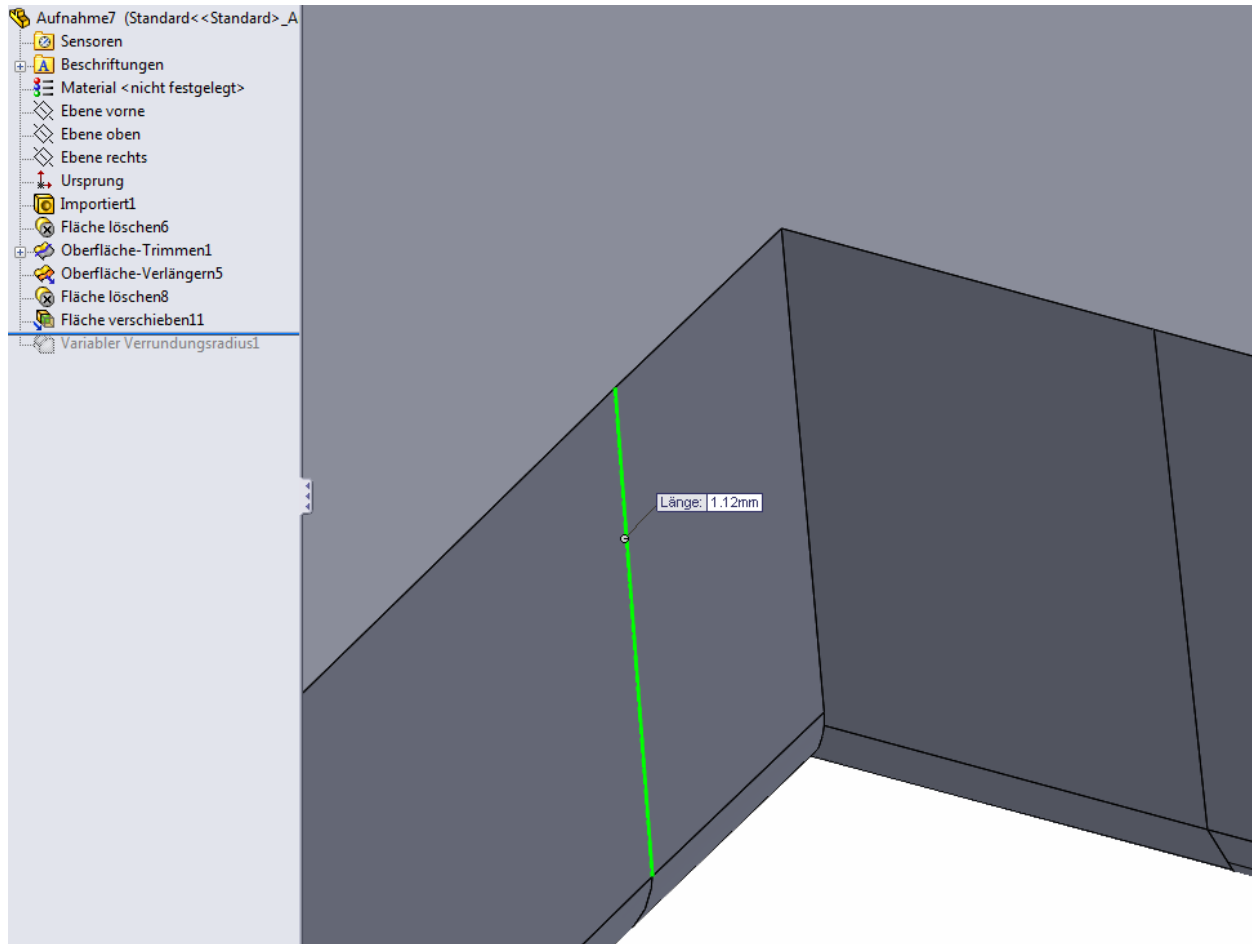 Aufnahme7 (Standard<<Standard>_A
Sensoren
A Beschriftungen
Material <nicht festgelegt>
Ebene vorne
Ebene oben
Ebene rechts
Ursprung
Importiert1
Fläche löschen6
Oberfläche-Trimmen1
Oberfläche-Verlängern5
Fläche löschen8
Fläche verschieben11
Variabler Verrundungsradius1
Länge: 1.12mm